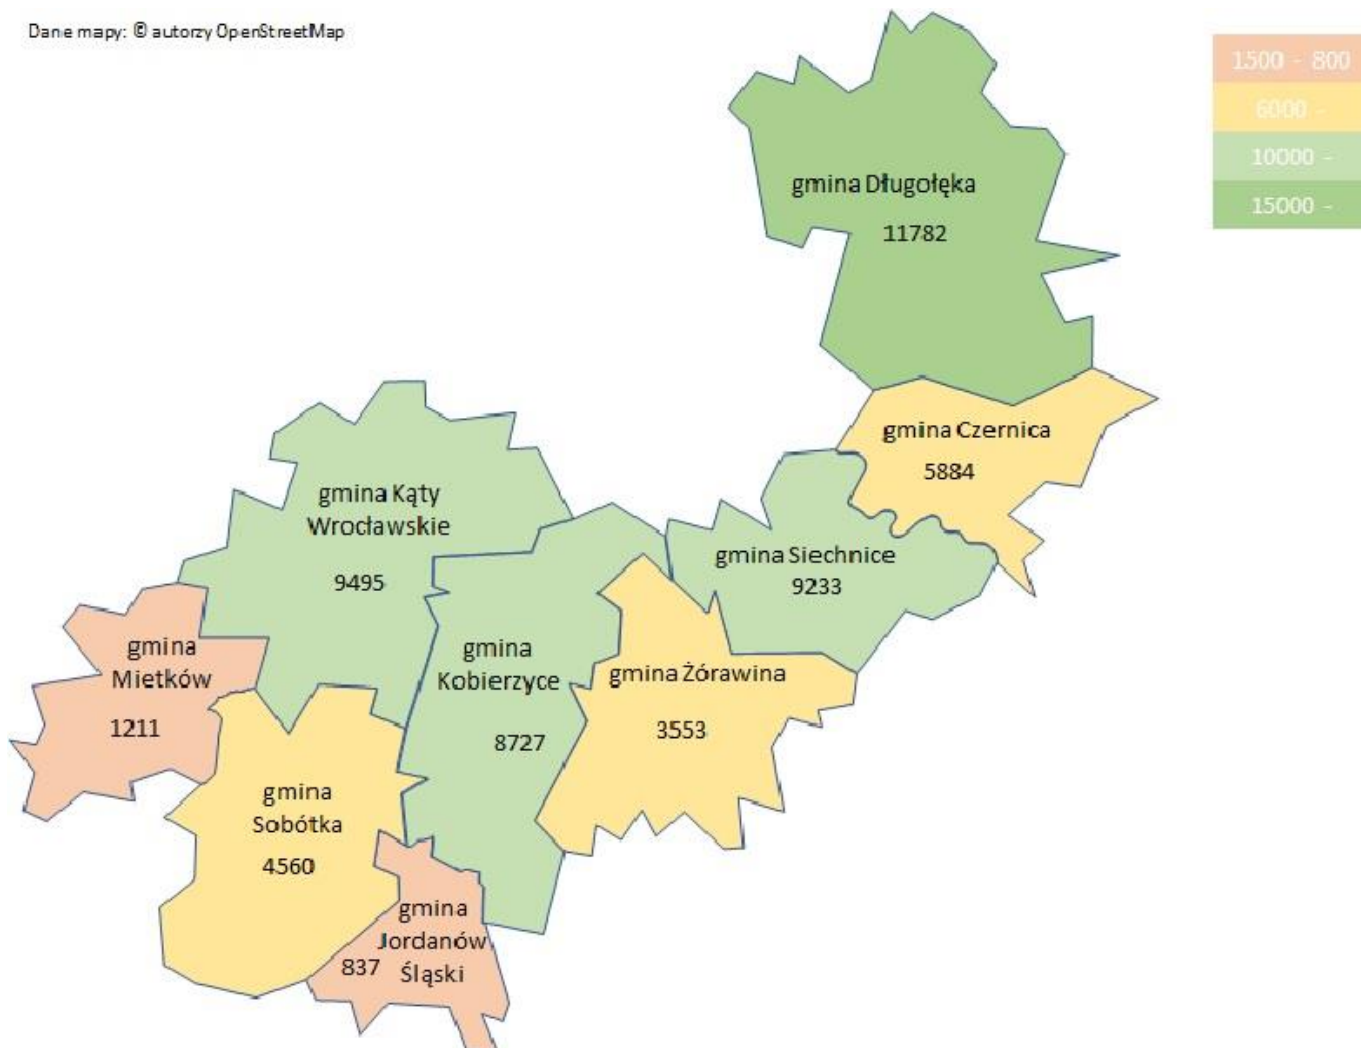 Dane mapy: © autorzy OpenStreetMap
1500 - 800
6000 -
10000 -
15000 -
gmina Długołęka
11782
gmina Czernica
5884
gmina Kąty
Wrocławskie
9495
gmina Siechnice
9233
gmina
Mietków
1211
gmina
Kobierzyce
8727
gmina Żórawina
3553
gmina
Sobótka
4560
gmina
Jordanów
Śląski
837